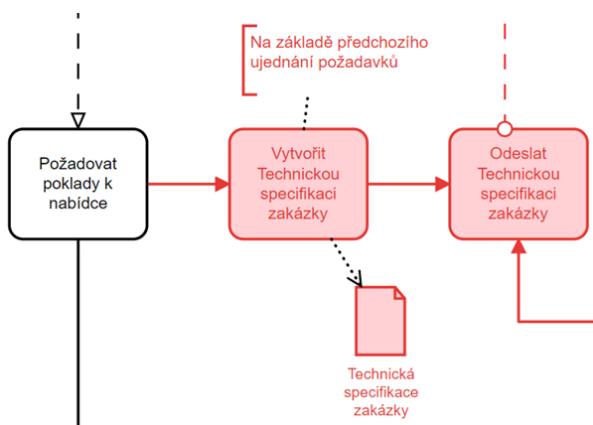 Na základě předchozího
ujednání požadavků
Požadovat
poklady k
nabídce
Vytvořit
Technickou
specifikaci
zakázky
Odeslat
Technickou
specifikaci
zakázky
Technická
specifikace
zakázky